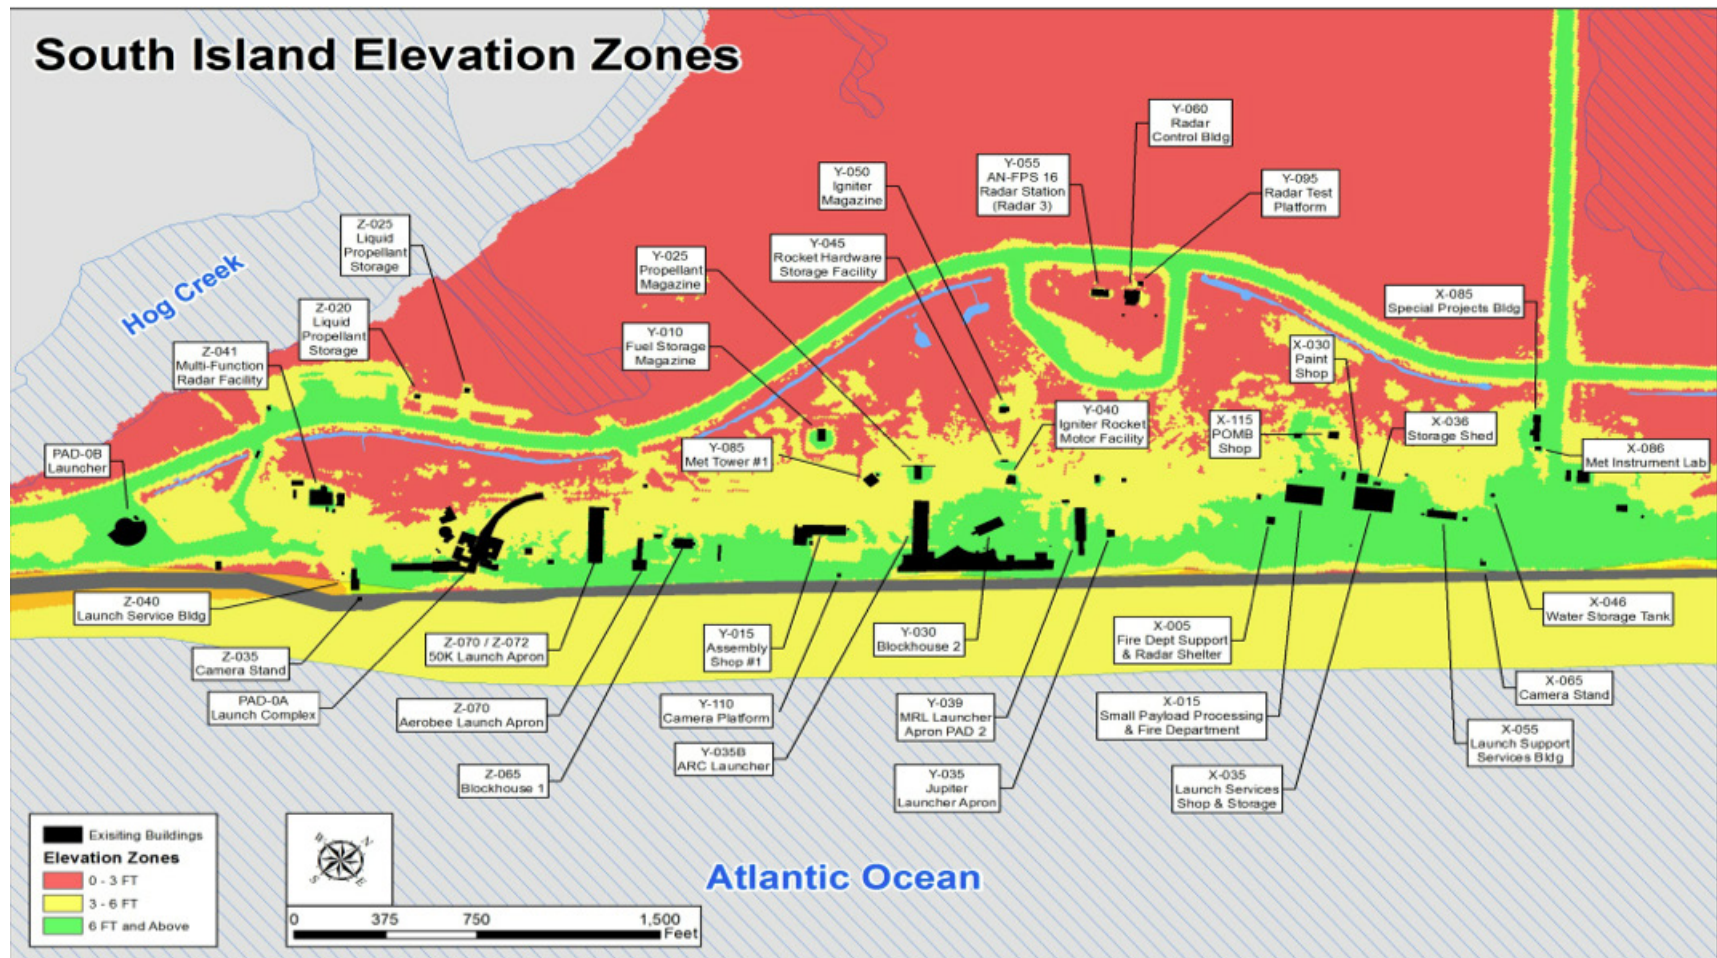 South Island Elevation Zones
Y-060
Radar
Control Bldg
Y-055
AN-FPS 16
Radar Station
(Radar 3)
Y-050
Igniter
Magazine
Y-095
Radar Test
Platform
Z-025
Liquid
Propellant
Storage
Y-045
Rocket Hardware
Storage Facility
Y-025
Propellant
Magazine
Hog Creek
X-085
Special Projects Bldg
Z-020
Liquid
Propellant
Storage
Y-010
Fuel Storage
Magazine
X-030
Paint
Shop
Z-041
Multi-Function
Radar Facility
Y-040
Igniter Rocket
Motor Facility
X-115
POMB
Shop
X-036
Storage Shed
Y-085
Met Tower #1
X-086
Met Instrument Lab
PAD-0B
Launcher
Z-040
Launch Service Bldg
X-046
Water Storage Tank
Z-035
Camera Stand
Z-070 / Z-072
50K Launch Apron
Y-015
Assembly
Shop #1
Y-030
Blockhouse 2
X-005
Fire Dept Support
& Radar Shelter
X-065
Camera Stand
PAD-0A
Launch Complex
Z-070
Aerobee Launch Apron
Y-110
Camera Platform
Y-039
MRL Launcher
Apron PAD 2
X-015
Small Payload Processing
& Fire Department
X-055
Launch Support
Services Bldg
Y-035B
ARC Launcher
Z-065
Blockhouse 1
Y-035
Jupiter
Launcher Apron
X-035
Launch Services
Shop & Storage
Exisiting Buildings
Elevation Zones
0 - 3 FT
3 - 6 FT
6 FT and Above
W N
S E
0 375 750 1,500
Feet
Atlantic Ocean